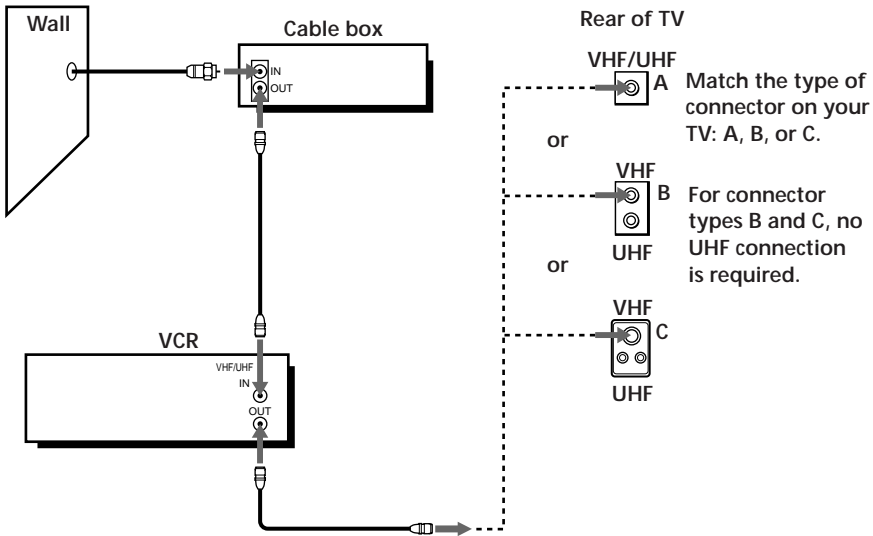 Wall
Cable box
IN
OUT
VCR
VHF/UHF
IN
OUT
Rear of TV
VHF/UHF
A
Match the type of
connector on your
TV: A, B, or C.
or
VHF
B
For connector
types B and C, no
UHF connection
is required.
UHF
or
VHF
C
UHF